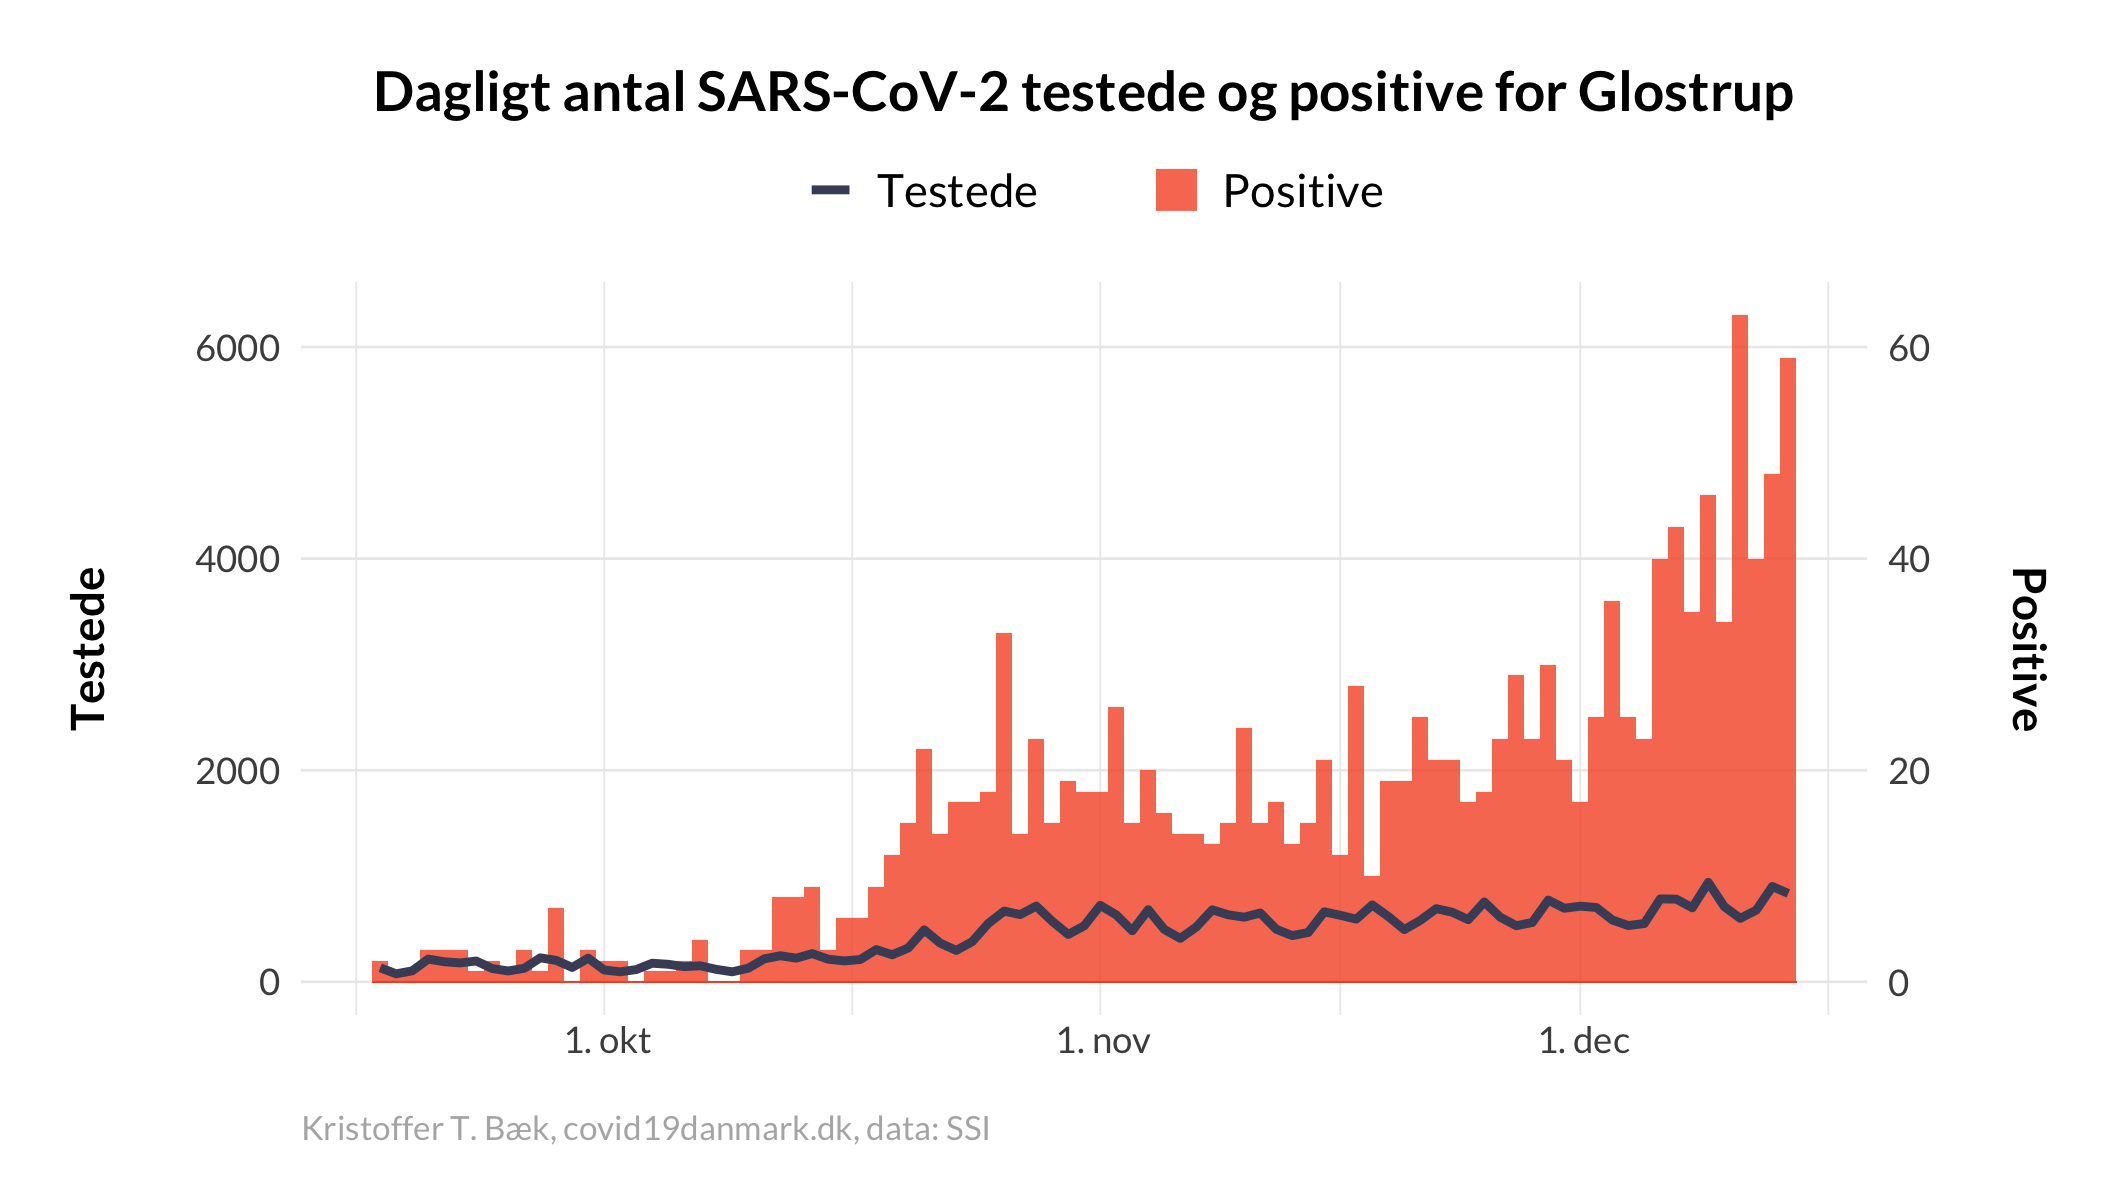 Dagligt antal SARS-CoV-2 testede og positive for Glostrup
Testede
Positive
6000
4000
2000
0
Testede
60
40
20
0
Positive
1. okt
1. nov
1. dec
Kristoffer T. Bæk, covid19danmark.dk, data: SSI